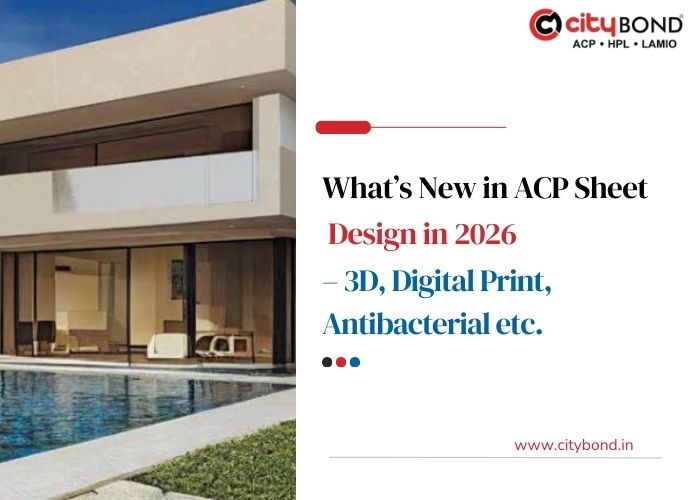 cityBOND
ACP • HPL • LAMIO
What’s New in ACP Sheet
Design in 2026
– 3D, Digital Print,
Antibacterial etc.
www.citybond.in